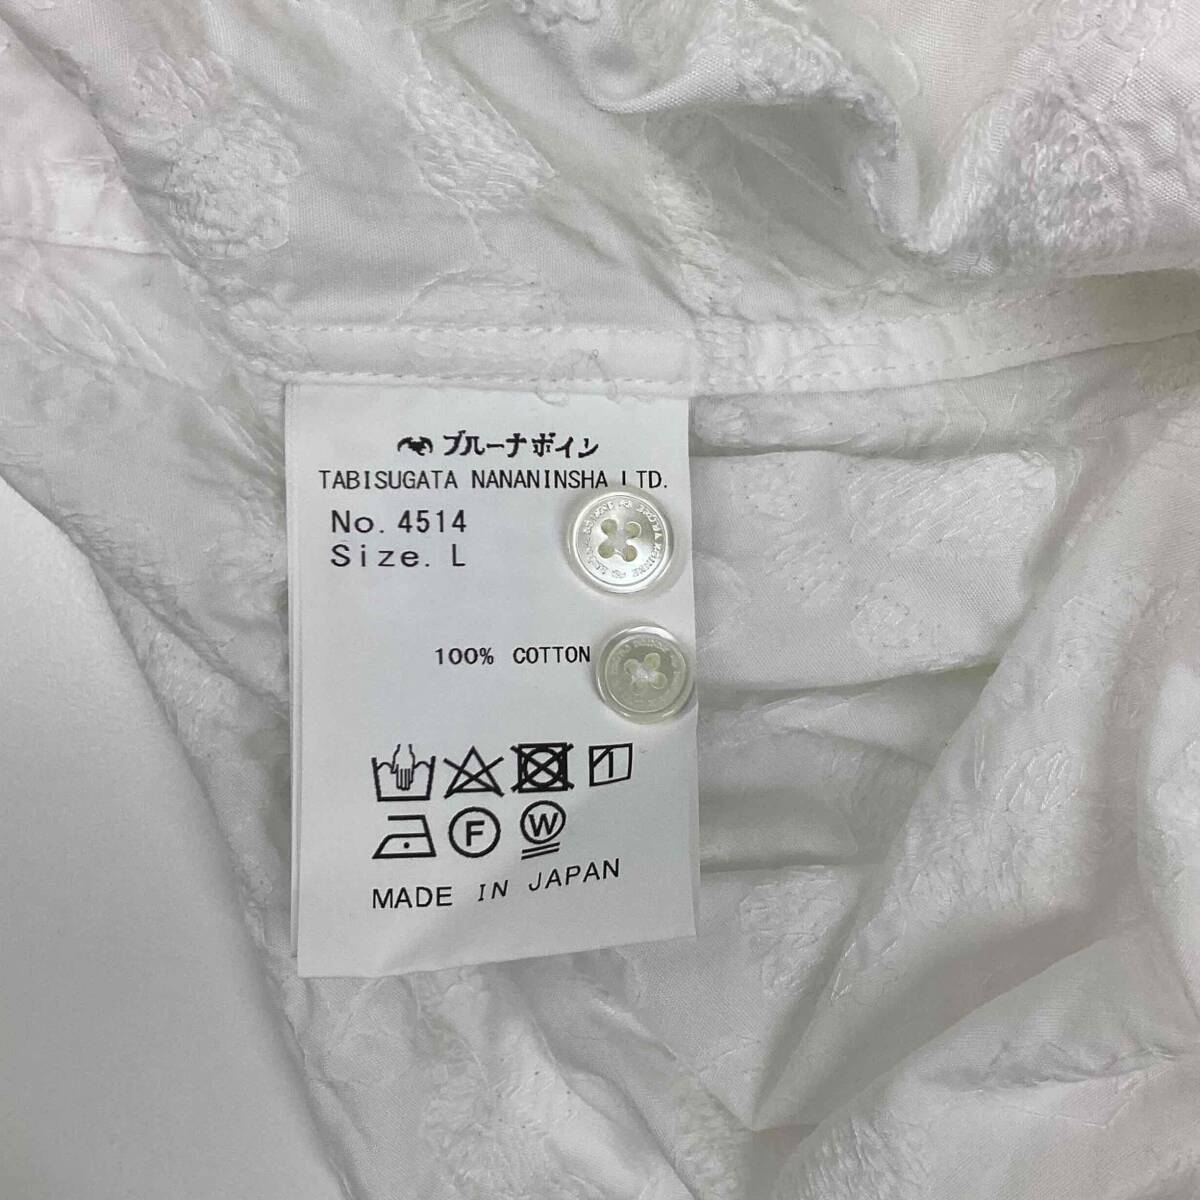 ブルーナボイン
TABISUGATA NANANINSHA LTD.
No. 4514
Size. L
100% COTTON
F
W
MADE IN JAPAN